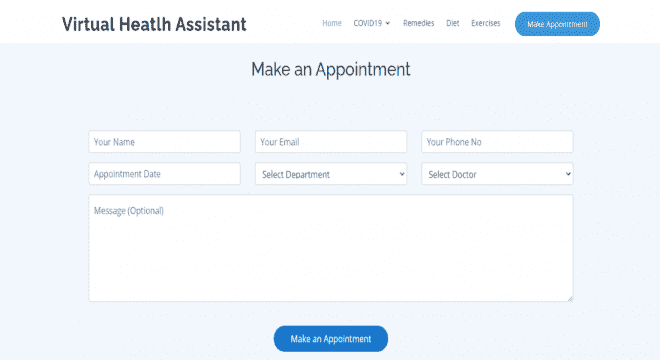 Virtual Heatlh Assistant
Home COVID19 Remedies Diet Exercises Make Appointment
Make an Appointment
Your Name Your Email Your Phone No
Appointment Date Select Department Select Doctor
Message (Optional)
Make an Appointment